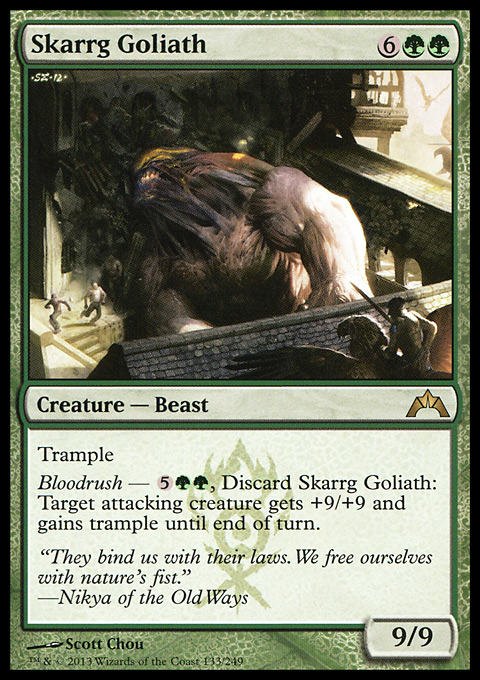 Skarrg Goliath 6
·SZ·12·
Creature — Beast
Trample
Bloodrush — 5, Discard Skarrg Goliath:
Target attacking creature gets +9/+9 and
gains trample until end of turn.
“They bind us with their laws. We free ourselves
with nature’s fist.”
—Nikya of the Old Ways
Scott Chou
9/9
™ & © 2013 Wizards of the Coast 133/249